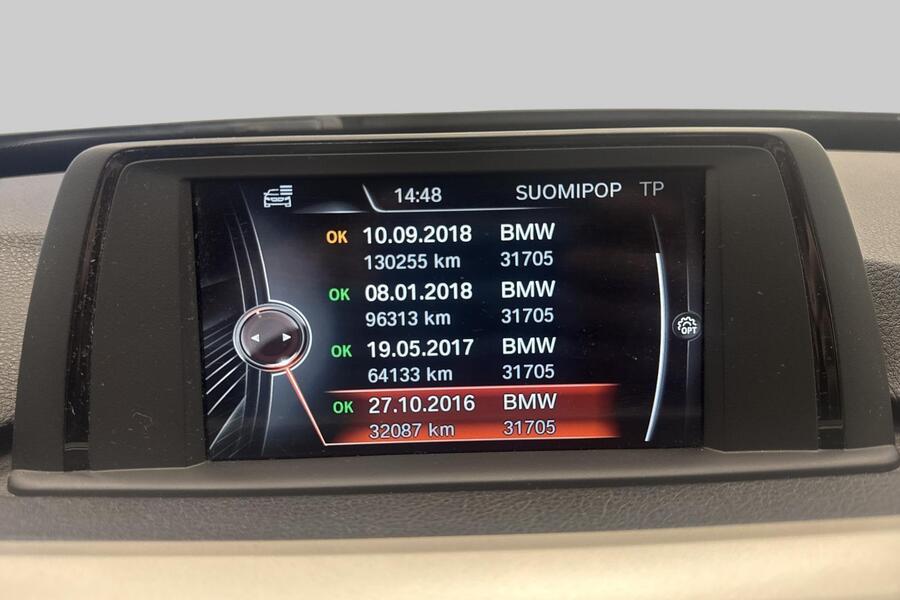 14:48 SUOMIPOP TP
OK 10.09.2018 BMW
130255 km 31705
OK 08.01.2018 BMW
96313 km 31705
OPT
OK 19.05.2017 BMW
64133 km 31705
OK 27.10.2016 BMW
32087 km 31705